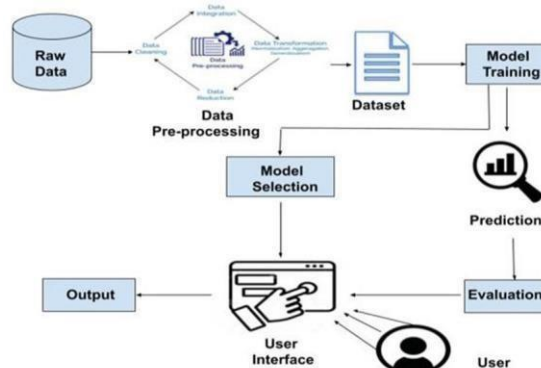 Raw
Data
Data
Integration
Data
Cleaning
Data
Pre-processing
Data Transformation
Data
Reduction
Data
Pre-processing
Dataset
Model
Training
Model
Selection
Prediction
Output
User
Interface
Evaluation
User